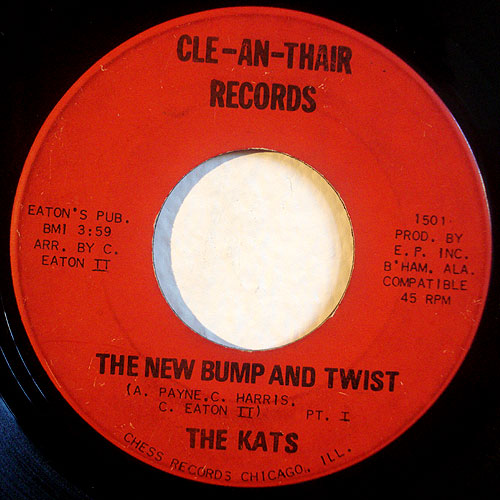 CLE-AN-THAIR
RECORDS
EATON'S PUB.
BMI 3:59
ARR. BY C.
EATON II
1501
PROD. BY
E. P. INC.
B'HAM, ALA.
COMPATIBLE
45 RPM
THE NEW BUMP AND TWIST
(A. PAYNE, C. HARRIS,
C. EATON II) PT. I
THE KATS
CHESS RECORDS CHICAGO, ILL.